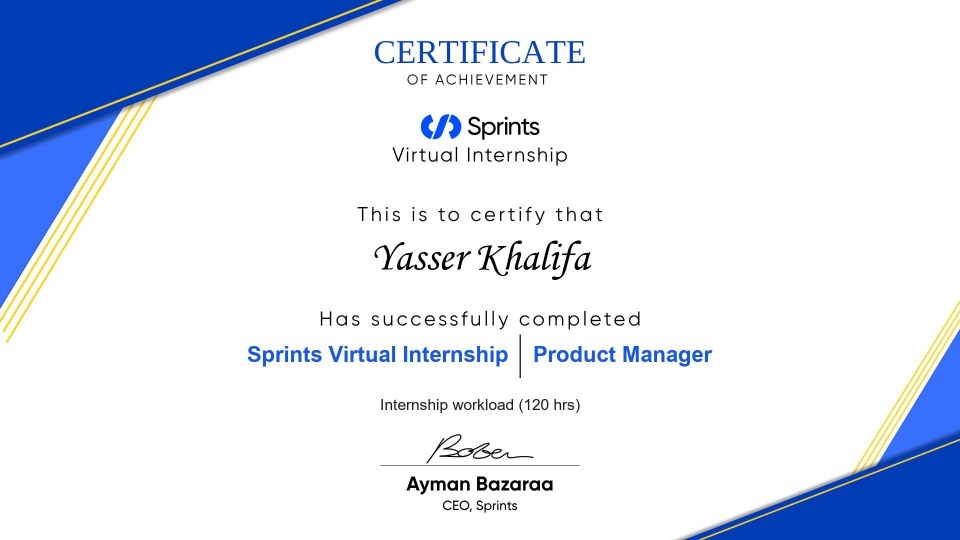 CERTIFICATE
OF ACHIEVEMENT
Sprints
Virtual Internship
This is to certify that
Yasser Khalifa
Has successfully completed
Sprints Virtual Internship | Product Manager
Internship workload (120 hrs)
Ayman Bazaraa
CEO, Sprints